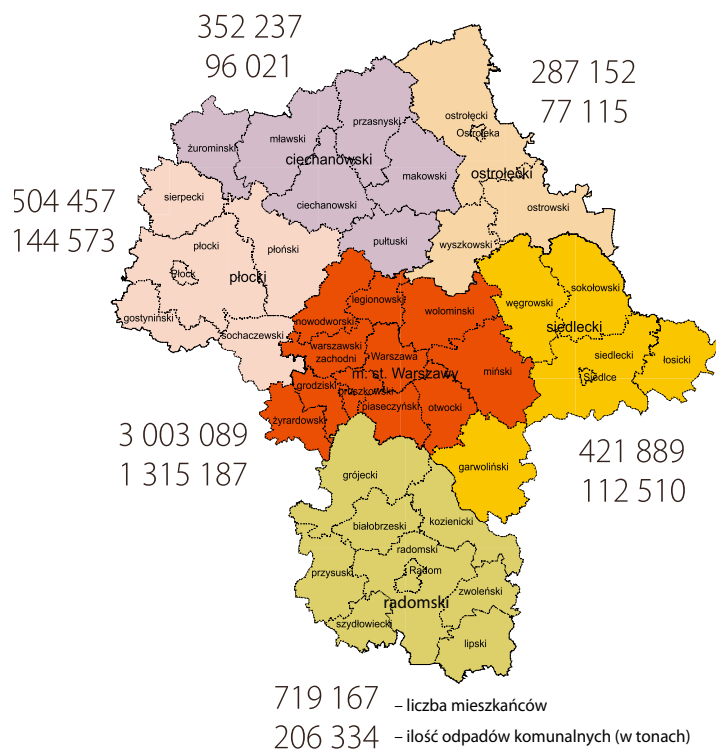 352 237
96 021
287 152
77 115
ostrołęcki
Ostrołęka
przasnyski
mławski
żurominski
ciechanowski
makowski
ostrołęcki
504 457
144 573
sierpecki
ciechanowski
ostrowski
płocki
płoński
pułtuski
wyszkowski
Płock
płocki
sokołowski
węgrowski
legionowski
wołominski
gostyniński
nowodworski
siedlecki
sochaczewski
warszawski
zachodni
Warszawa
siedlecki
łosicki
m. st. Warszawy
miński
Siedlce
grodziski
pruszkowski
piaseczyński
otwocki
żyrardowski
3 003 089
1 315 187
421 889
112 510
garwoliński
grójecki
białobrzeski
kozienicki
radomski
Radom
przysuski
zwoleński
radomski
szydłowiecki
lipski
719 167 – liczba mieszkańców
206 334 – ilość odpadów komunalnych (w tonach)